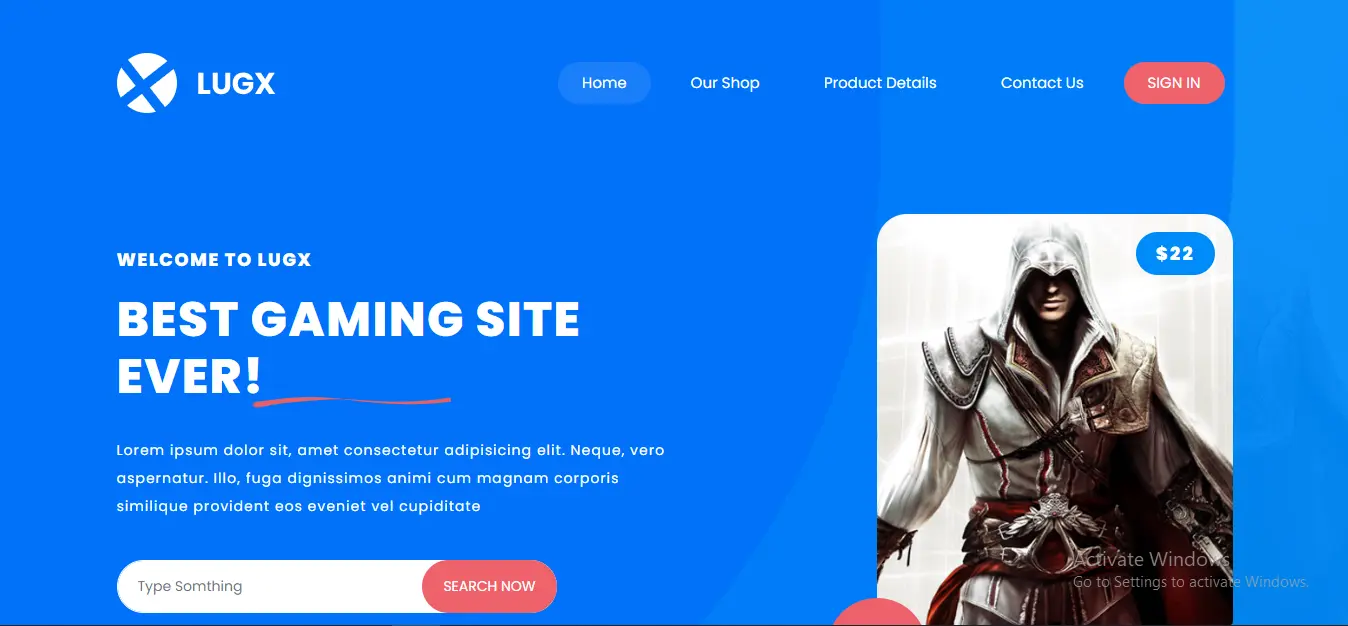 LUGX
Home
Our Shop
Product Details
Contact Us
SIGN IN
WELCOME TO LUGX
BEST GAMING SITE
EVER!
Lorem ipsum dolor sit, amet consectetur adipisicing elit. Neque, vero
aspernatur. Illo, fuga dignissimos animi cum magnam corporis
similique provident eos eveniet vel cupiditate
Type Somthing
SEARCH NOW
$22
Activate Windows
Go to Settings to activate Windows.